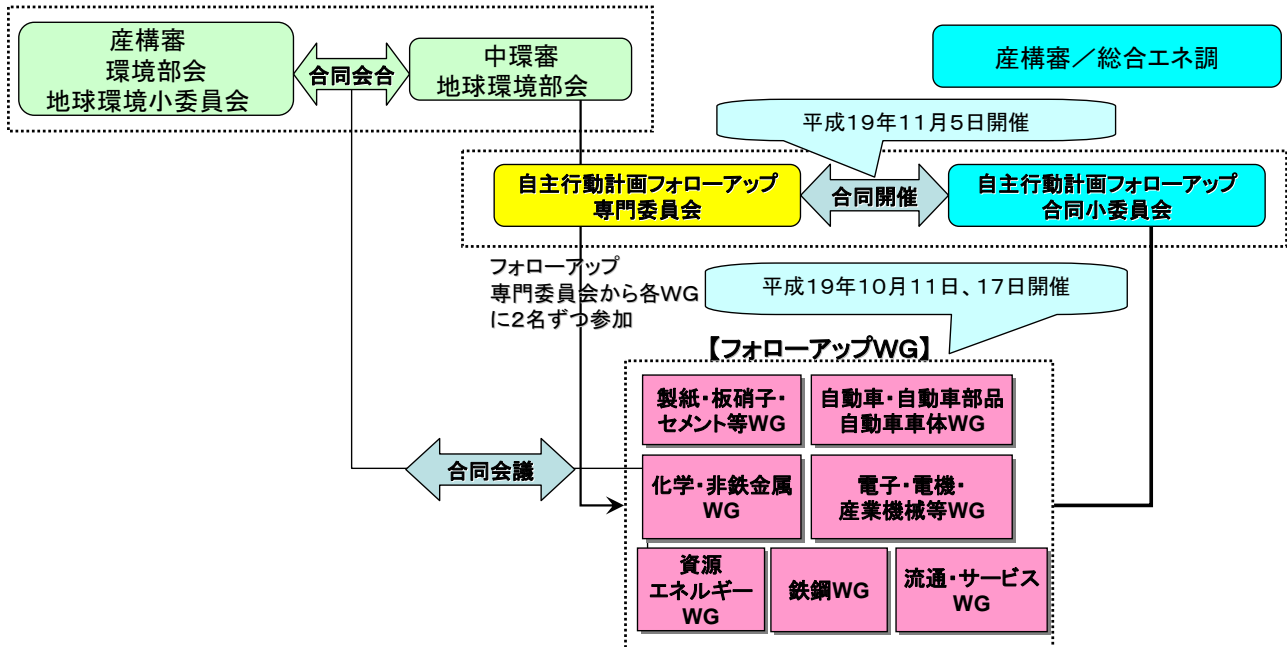 産構審
環境部会
地球環境小委員会
合同会合
中環審
地球環境部会
産構審／総合エネ調
平成19年11月5日開催
自主行動計画フォローアップ
専門委員会
合同開催
自主行動計画フォローアップ
合同小委員会
フォローアップ
専門委員会から各WG
に2名ずつ参加
平成19年10月11日、17日開催
【フォローアップWG】
製紙・板硝子・
セメント等WG
自動車・自動車部品
自動車車体WG
合同会議
化学・非鉄金属
WG
電子・電機・
産業機械等WG
資源
エネルギー
WG
鉄鋼WG
流通・サービス
WG